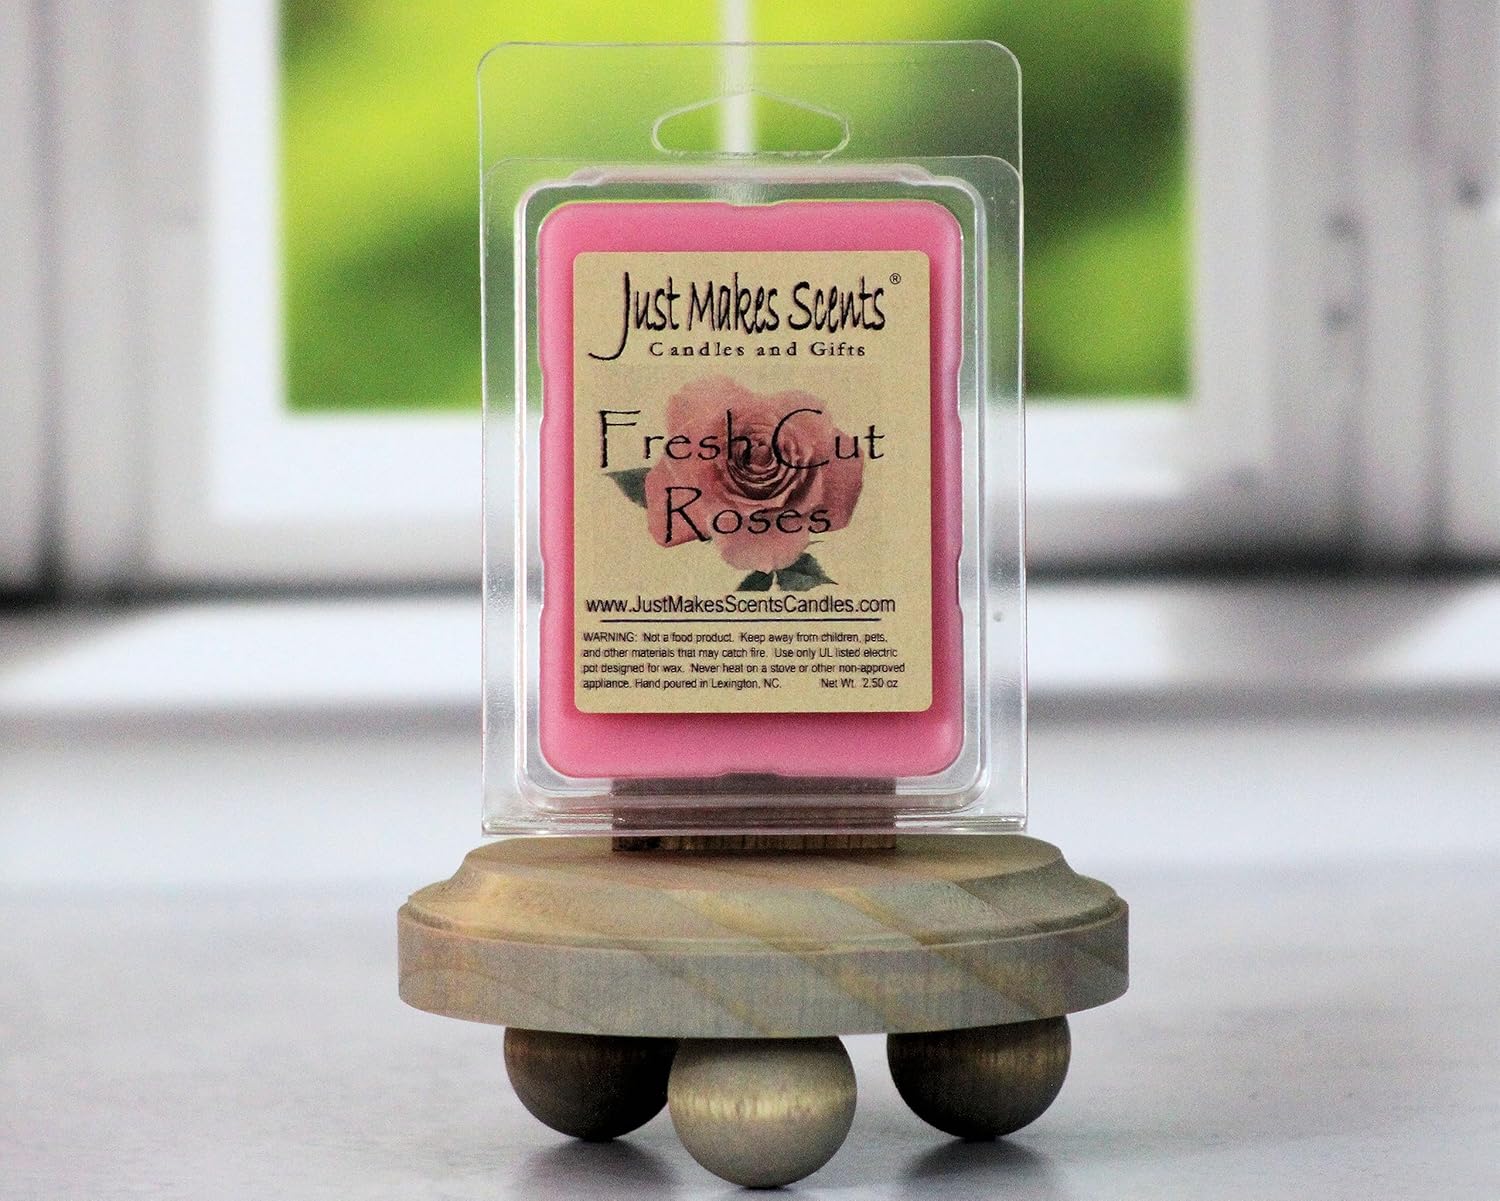 Just Makes Scents®
Candles and Gifts
Fresh Cut
Roses
www.JustMakesScentsCandles.com
WARNING: Not a food product. Keep away from children, pets,
and other materials that may catch fire. Use only UL listed electric
pot designed for wax. Never heat on a stove or other non-approved
appliance. Hand poured in Lexington, NC. Net Wt. 2.50 oz